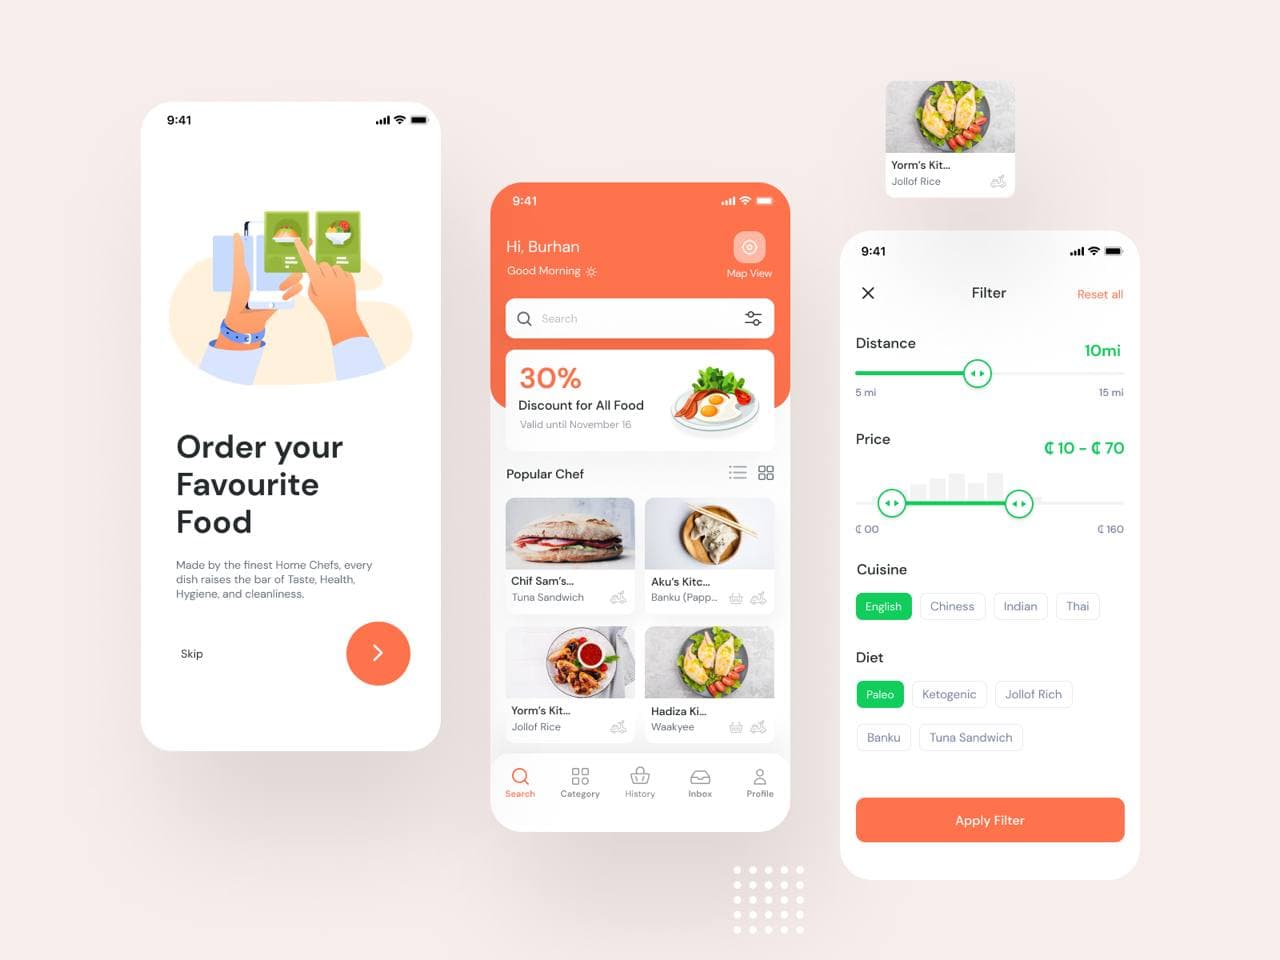 9:41
Order your
Favourite
Food
Made by the finest Home Chefs, every
dish raises the bar of Taste, Health,
Hygiene, and cleanliness.
Skip
9:41
Hi, Burhan
Good Morning
Map View
Search
30%
Discount for All Food
Valid until November 16
Popular Chef
Chif Sam's...
Tuna Sandwich
Aku's Kitc...
Banku (Papp...
Yorm's Kit...
Jollof Rice
Hadiza Ki...
Waakyee
Search
Category
History
Inbox
Profile
Yorm's Kit...
Jollof Rice
9:41
Filter
Reset all
Distance
10mi
5 mi
15 mi
Price
₵ 10 - ₵ 70
₵ 00
₵ 160
Cuisine
English
Chiness
Indian
Thai
Diet
Paleo
Ketogenic
Jollof Rich
Banku
Tuna Sandwich
Apply Filter